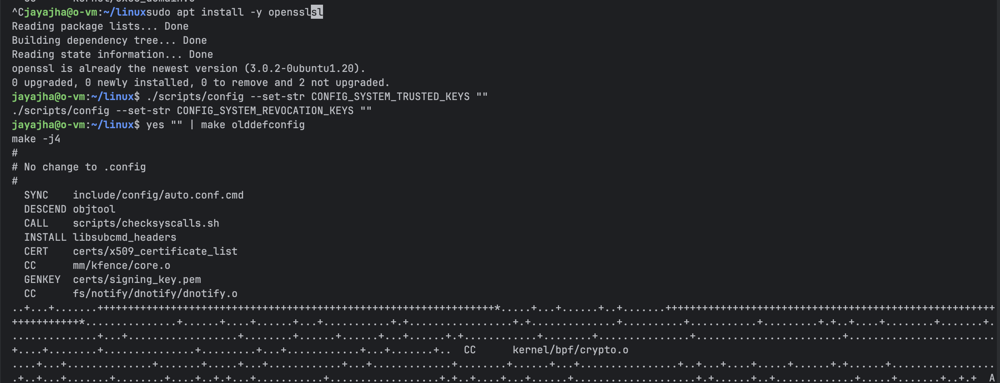 ^Cjayajha@o-vm:~/linuxsudo apt install -y opensslsl
Reading package lists... Done
Building dependency tree... Done
Reading state information... Done
openssl is already the newest version (3.0.2-0ubuntu1.20).
0 upgraded, 0 newly installed, 0 to remove and 2 not upgraded.
jayajha@o-vm:~/linux$ ./scripts/config --set-str CONFIG_SYSTEM_TRUSTED_KEYS ""
./scripts/config --set-str CONFIG_SYSTEM_REVOCATION_KEYS ""
jayajha@o-vm:~/linux$ yes "" | make olddefconfig
make -j4
#
# No change to .config
#
  SYNC    include/config/auto.conf.cmd
  DESCEND objtool
  CALL    scripts/checksyscalls.sh
  INSTALL libsubcmd_headers
  CERT    certs/x509_certificate_list
  CC      mm/kfence/core.o
  GENKEY  certs/signing_key.pem
  CC      fs/notify/dnotify/dnotify.o
  CC      kernel/bpf/crypto.o
  A